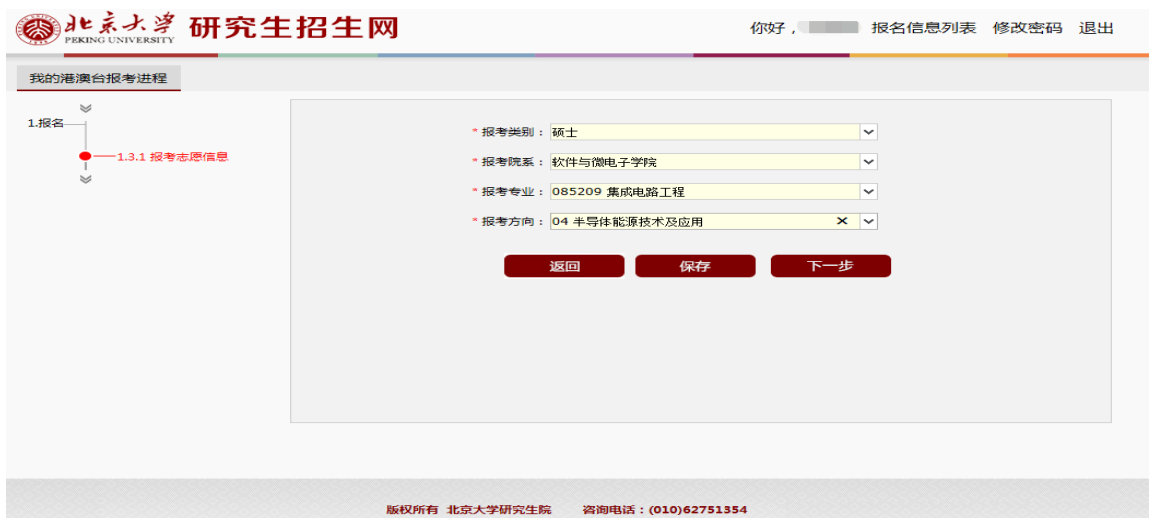 北京大学 研究生招生网
PEKING UNIVERSITY
你好， 报名信息列表 修改密码 退出
我的港澳台报考进程
1.报名
1.3.1 报考志愿信息
* 报考类别： 硕士
* 报考院系： 软件与微电子学院
* 报考专业： 085209 集成电路工程
* 报考方向： 04 半导体能源技术及应用
返回 保存 下一步
版权所有 北京大学研究生院 咨询电话：(010)62751354